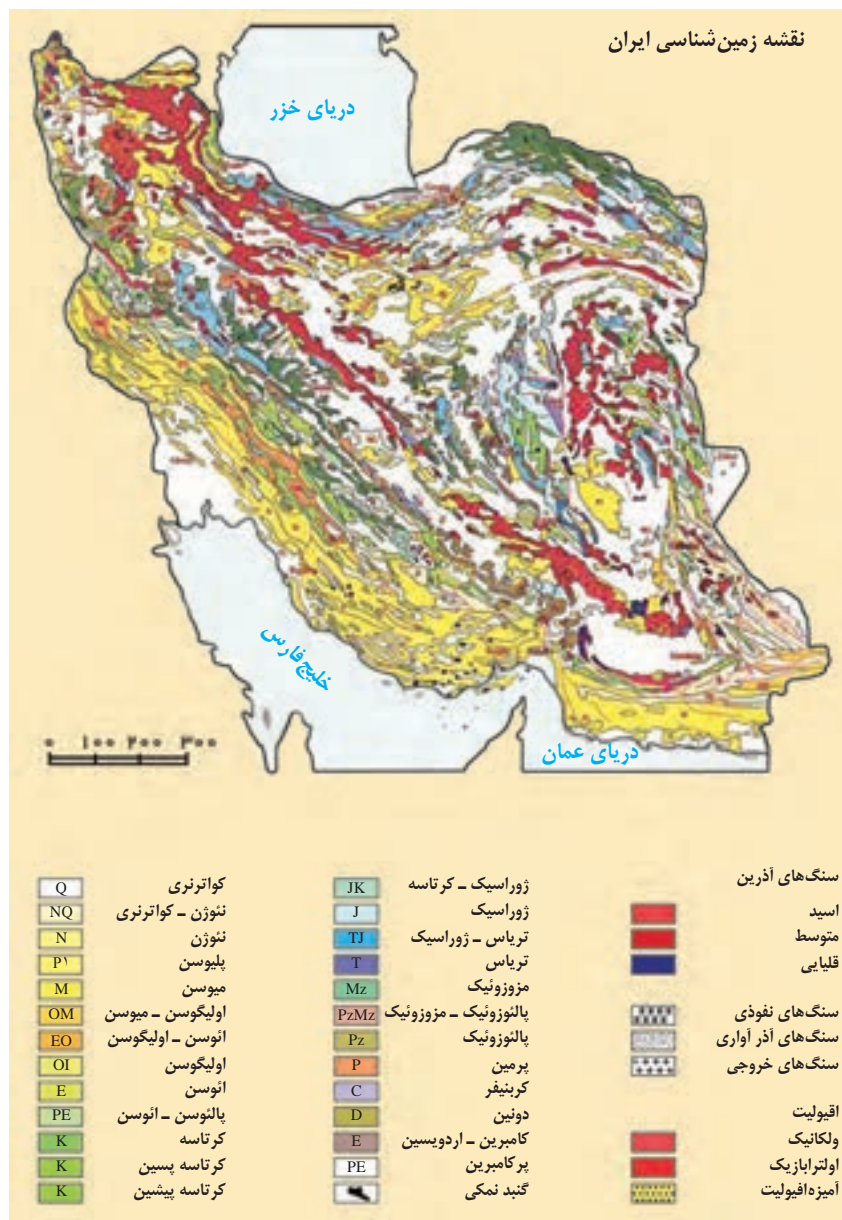 نقشه زمین‌شناسی ایران
دریای خزر
خلیج فارس
دریای عمان
۰ ۱۰۰ ۲۰۰ ۳۰۰
سنگ‌های آذرین
اسید
متوسط
قلیایی
سنگ‌های نفوذی
سنگ‌های آذر آواری
سنگ‌های خروجی
افیولیت
ولکانیک
اولترابازیک
آمیزه‌افیولیت
JK ژوراسیک ـ کرتاسه
J ژوراسیک
TJ تریاس ـ ژوراسیک
T تریاس
Mz مزوزوئیک
PzMz پالئوزوئیک ـ مزوزوئیک
Pz پالئوزوئیک
P پرمین
C کربنیفر
D دونین
E کامبرین ـ اردویسین
PE پرکامبرین
گنبد نمکی
Q کواترنری
NQ نئوژن ـ کواترنری
N نئوژن
P۱ پلیوسن
M میوسن
OM اولیگوسن ـ میوسن
EO ائوسن ـ اولیگوسن
OI اولیگوسن
E ائوسن
PE پالئوسن ـ ائوسن
K کرتاسه
K کرتاسه پسین
K کرتاسه پیشین